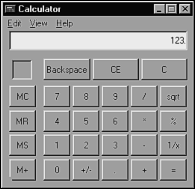 Calculator
Edit View Help
123.
Backspace CE C
MC 7 8 9 / sqrt
MR 4 5 6 * %
MS 1 2 3 - 1/x
M+ 0 +/- . + =